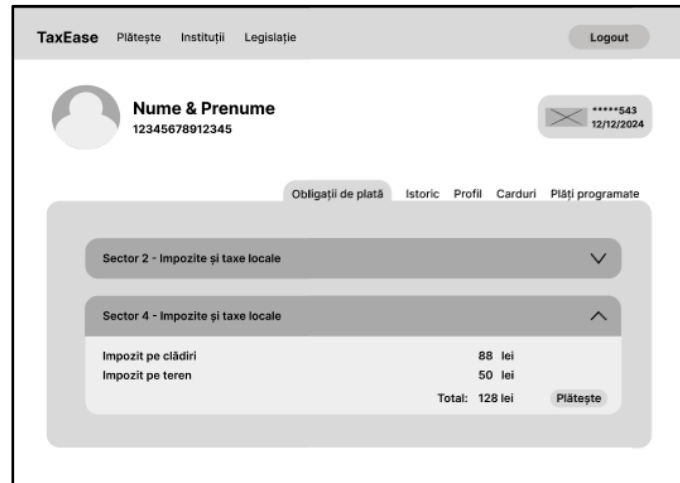 TaxEase Plătește Instituții Legislație Logout
Nume & Prenume
12345678912345
*****543
12/12/2024
Obligații de plată Istoric Profil Carduri Plăți programate
Sector 2 - Impozite și taxe locale
Sector 4 - Impozite și taxe locale
Impozit pe clădiri 88 lei
Impozit pe teren 50 lei
Total: 128 lei Plătește